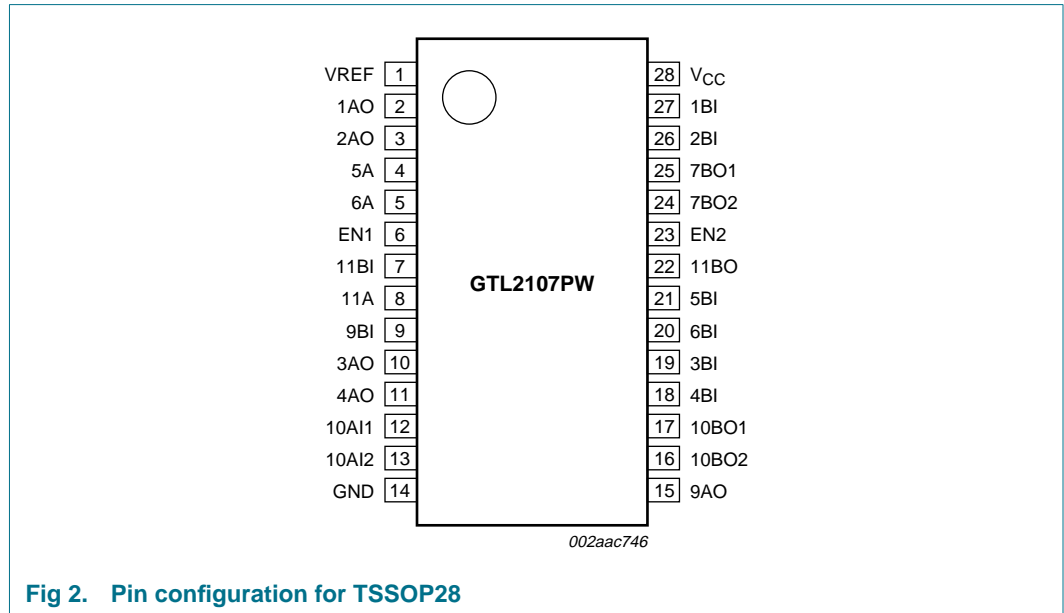 VREF 1 28 VCC
1AO 2 27 1BI
2AO 3 26 2BI
5A 4 25 7BO1
6A 5 24 7BO2
EN1 6 23 EN2
11BI 7 22 11BO
GTL2107PW
11A 8 21 5BI
9BI 9 20 6BI
3AO 10 19 3BI
4AO 11 18 4BI
10AI1 12 17 10BO1
10AI2 13 16 10BO2
GND 14 15 9AO
002aac746
Fig 2. Pin configuration for TSSOP28